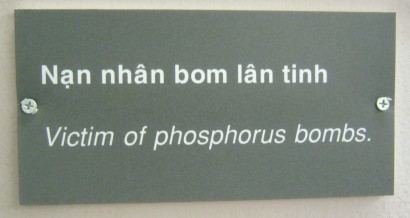 Nạn nhân bom lân tinh
Victim of phosphorus bombs.